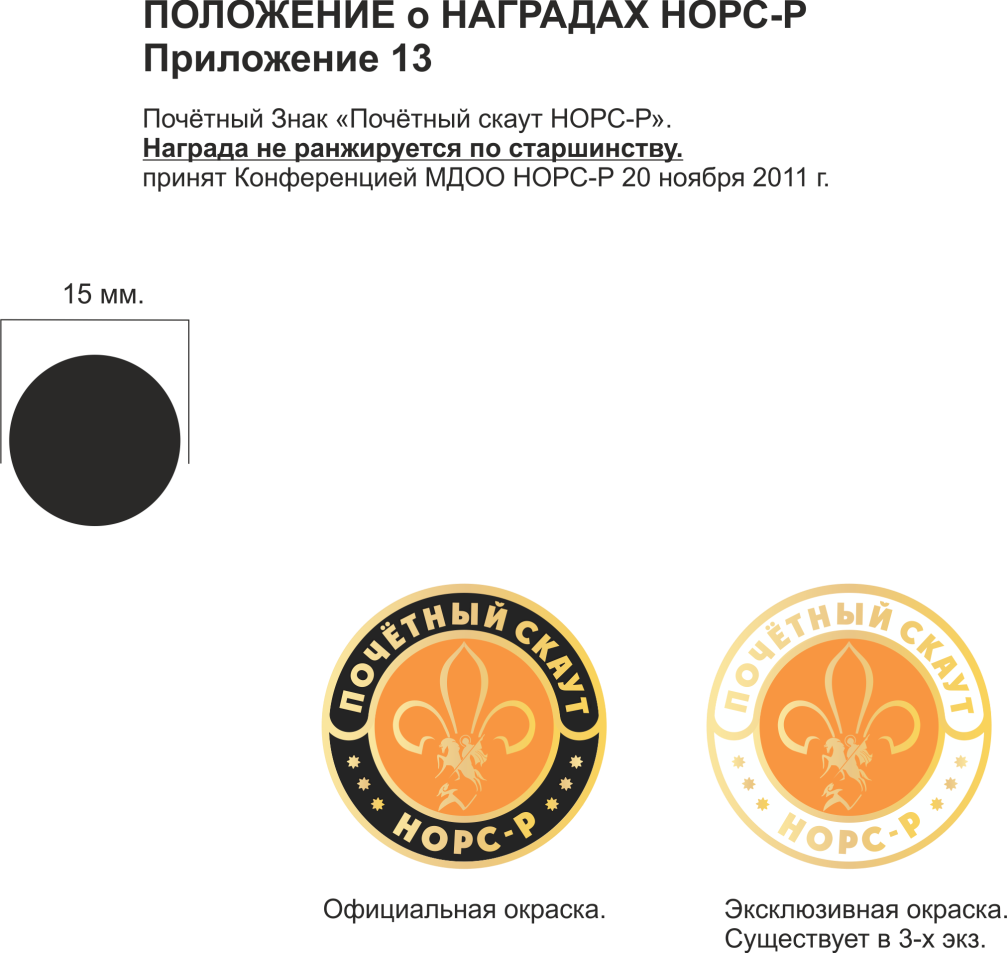 ПОЛОЖЕНИЕ о НАГРАДАХ НОРС-Р
Приложение 13
Почётный Знак «Почётный скаут НОРС-Р».
Награда не ранжируется по старшинству.
принят Конференцией МДОО НОРС-Р 20 ноября 2011 г.
15 мм.
ПОЧЁТНЫЙ СКАУТ
НОРС-Р
ПОЧЁТНЫЙ СКАУТ
НОРС-Р
Официальная окраска.
Эксклюзивная окраска.
Существует в 3-х экз.